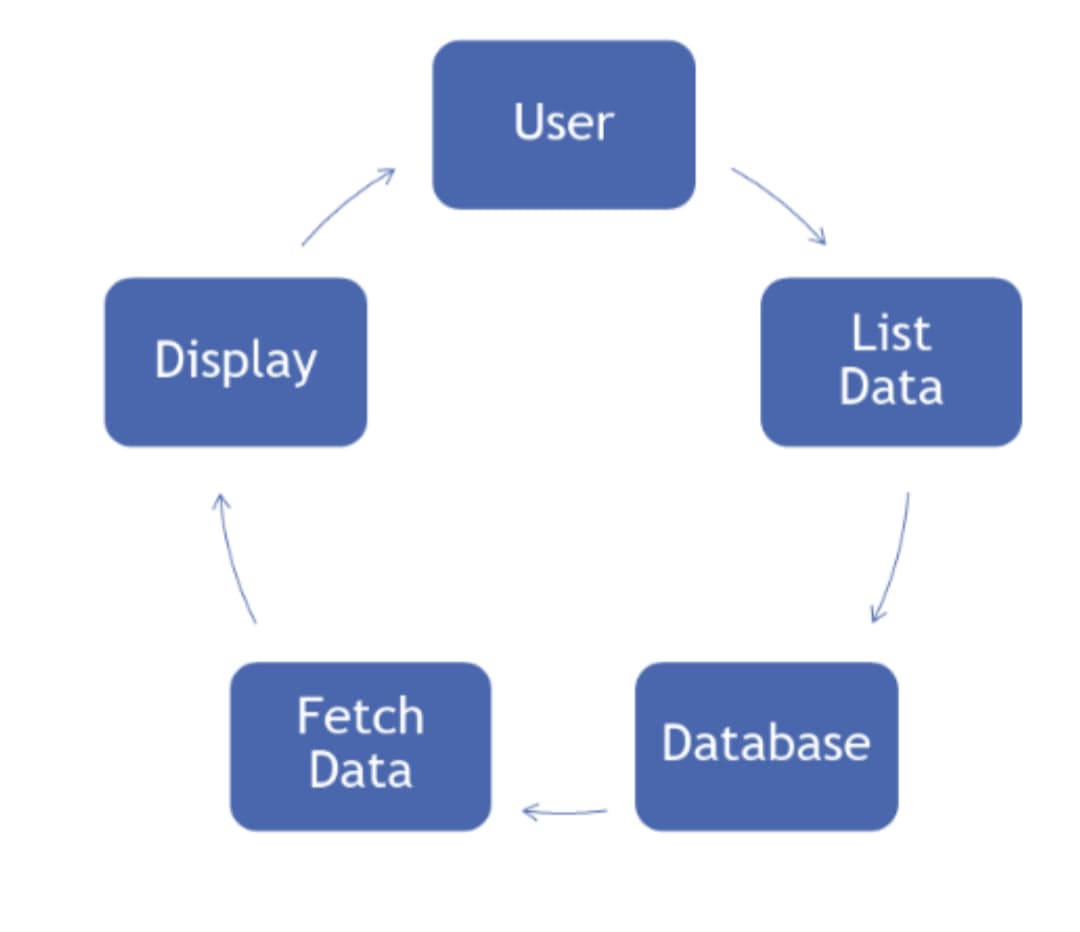 User
List
Data
Database
Fetch
Data
Display